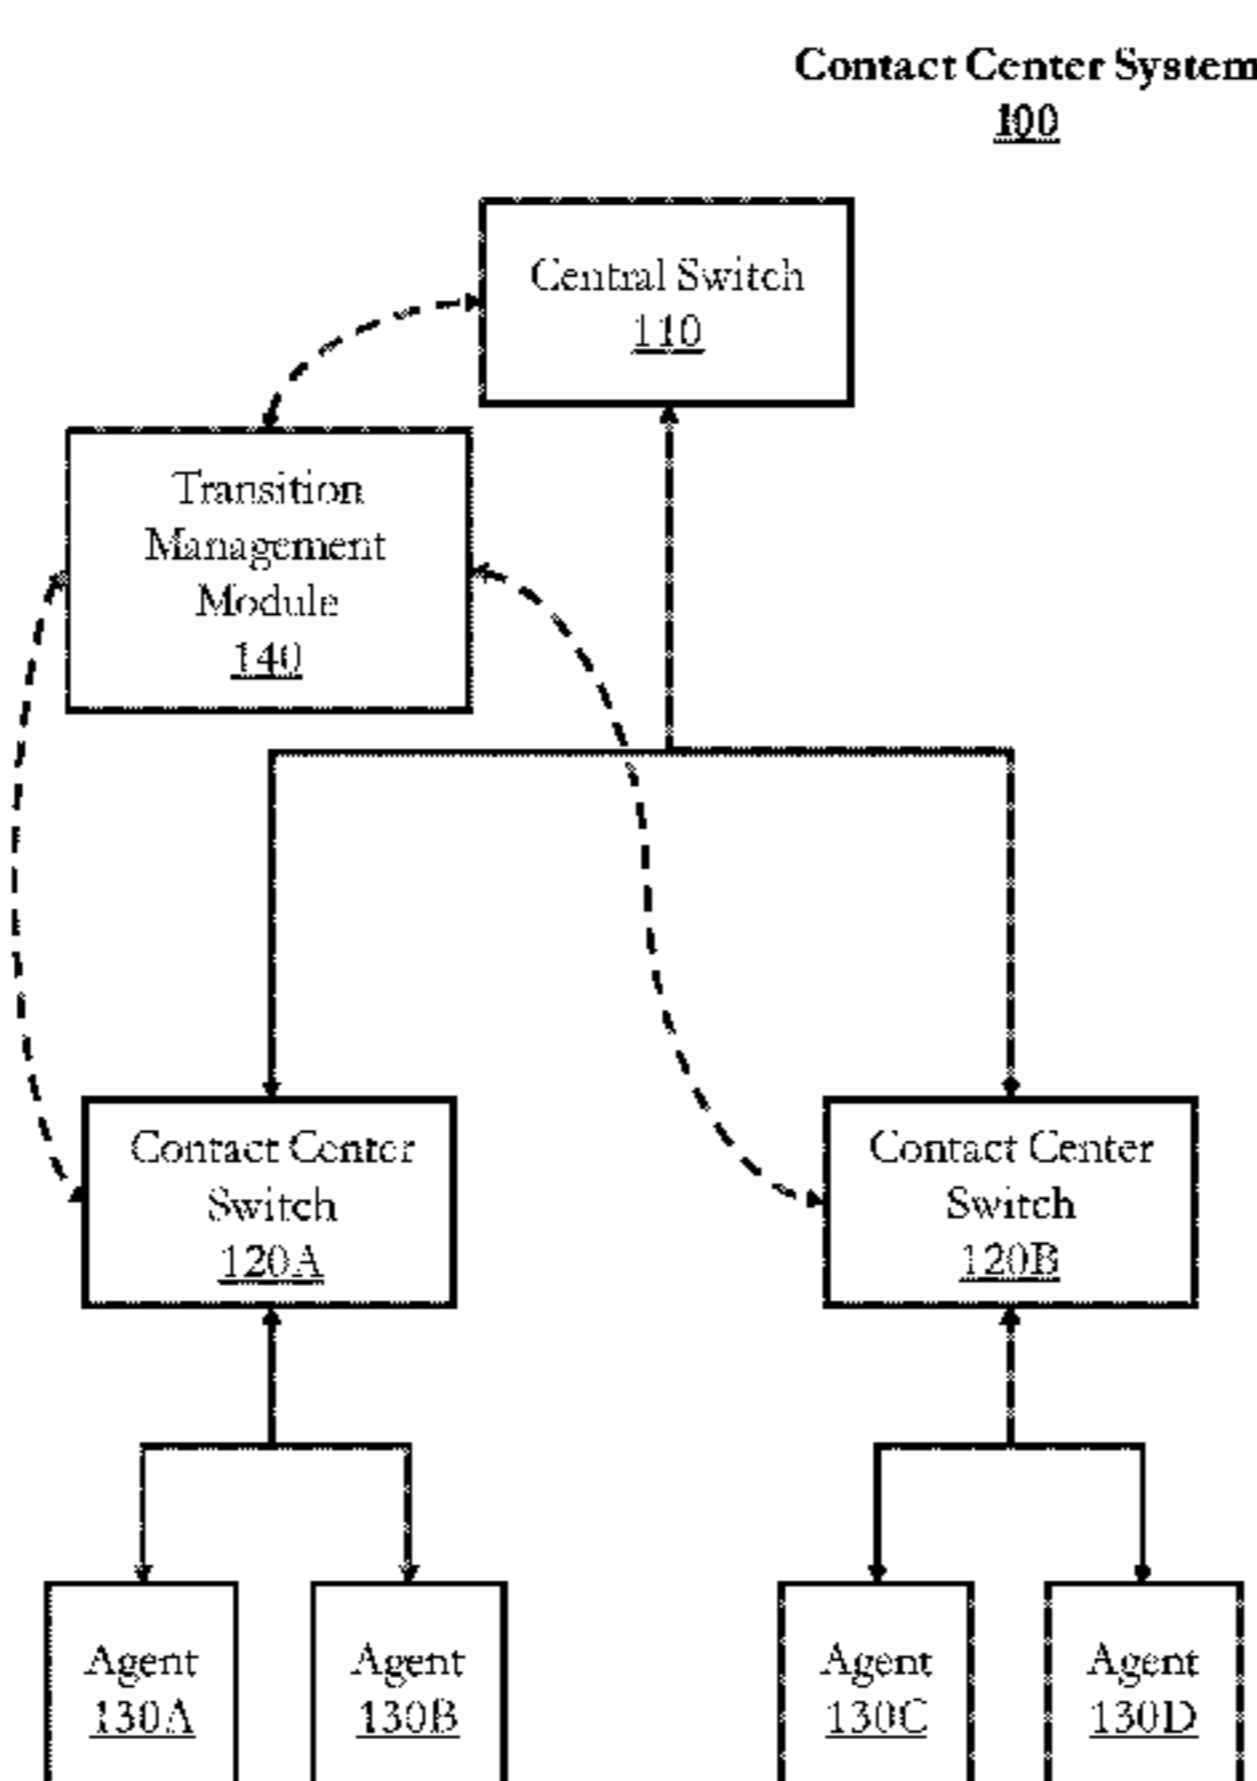 Contact Center System
100
Central Switch
110
Transition
Management
Module
140
Contact Center
Switch
120A
Contact Center
Switch
120B
Agent
130A
Agent
130B
Agent
130C
Agent
130D